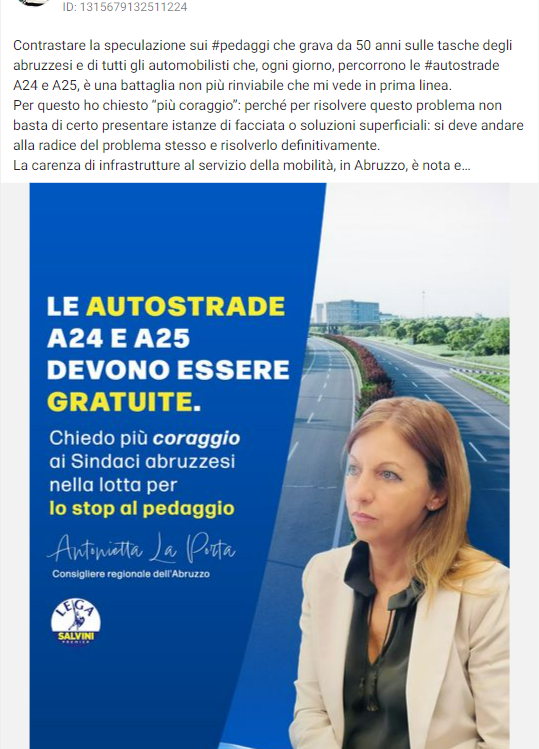 ID: 1315679132511224
Contrastare la speculazione sui #pedaggi che grava da 50 anni sulle tasche degli
abruzzesi e di tutti gli automobilisti che, ogni giorno, percorrono le #autostrade
A24 e A25, è una battaglia non più rinviabile che mi vede in prima linea.
Per questo ho chiesto “più coraggio”: perché per risolvere questo problema non
basta di certo presentare istanze di facciata o soluzioni superficiali: si deve andare
alla radice del problema stesso e risolverlo definitivamente.
La carenza di infrastrutture al servizio della mobilità, in Abruzzo, è nota e…
LE AUTOSTRADE
A24 E A25
DEVONO ESSERE
GRATUITE.
Chiedo più coraggio
ai Sindaci abruzzesi
nella lotta per
lo stop al pedaggio
Antonietta La Porta
Consigliere regionale dell'Abruzzo
LEGA
SALVINI
PREMIER